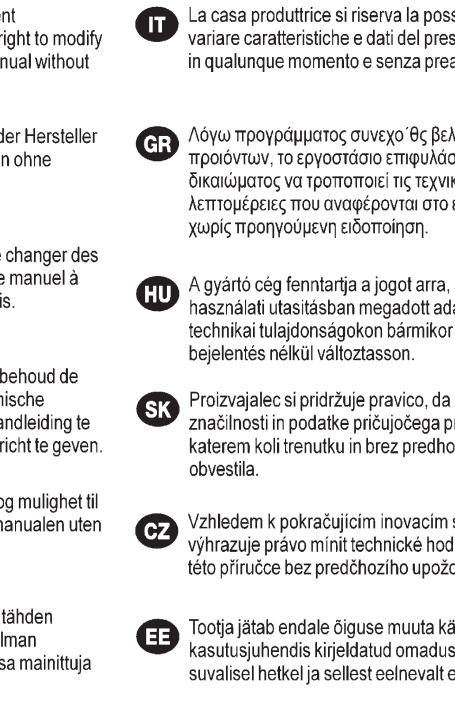 ent
right to modify
nual without
der Hersteller
n ohne
e changer des
e manuel à
is.
behoud de
nische
andleiding te
richt te geven.
og mulighet til
manualen uten
tähden
lman
sa mainittuja
IT La casa produttrice si riserva la poss
variare caratteristiche e dati del pres
in qualunque momento e senza prea
GR Λόγω προγράμματος συνεχο΄θς βελ
προιόντων, το εργοστάσιο επιφυλάσ
δικαιώματος να τροποποιεί τις τεχνικ
λεπτομέρειες που αναφέρονται στο ε
χωρίς προηγούμενη ειδοποίηση.
HU A gyártó cég fenntartja a jogot arra,
használati utasitásban megadott ada
technikai tulajdonságokon bármikor
bejelentés nélkül változtasson.
SK Proizvajalec si pridržuje pravico, da
značilnosti in podatke pričujočega pr
katerem koli trenutku in brez predho
obvestila.
CZ Vzhledem k pokračujícím inovacím s
výhrazuje právo mínit technické hod
této příručce bez predčhozího upožo
EE Tootja jätab endale õiguse muuta kä
kasutusjuhendis kirjeldatud omadus
suvalisel hetkel ja sellest eelnevalt e